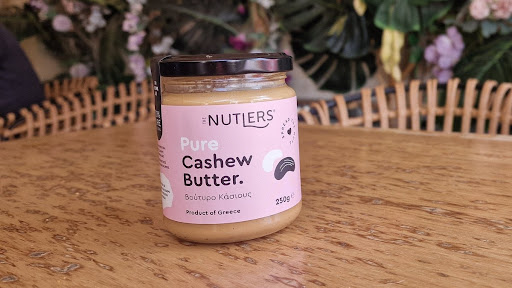 THE NUTLERS
Pure
Cashew
Butter.
Βούτυρο Κάσιους
250g e
Product of Greece